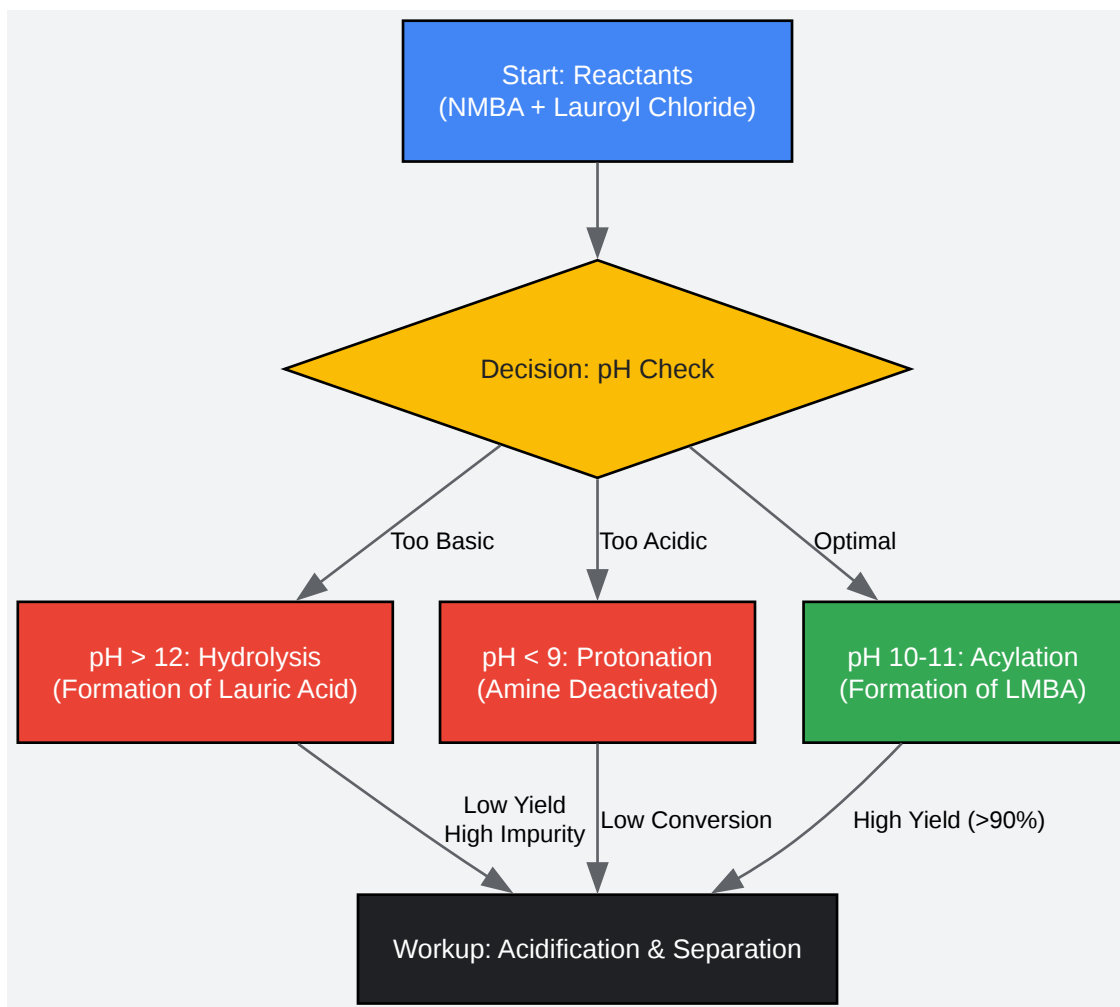 Start: Reactants
(NMBA + Lauroyl Chloride)
Decision: pH Check
Too Basic
Too Acidic
Optimal
pH > 12: Hydrolysis
(Formation of Lauric Acid)
pH < 9: Protonation
(Amine Deactivated)
pH 10-11: Acylation
(Formation of LMBA)
Low Yield
High Impurity
Low Conversion
High Yield (>90%)
Workup: Acidification & Separation